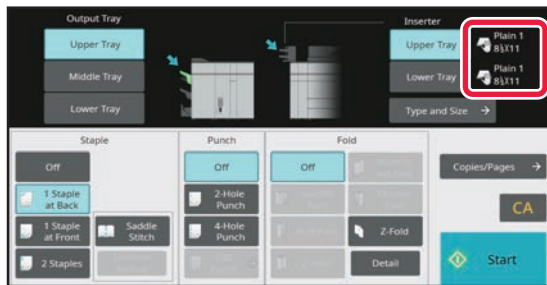 Output Tray
Inserter
Upper Tray
Upper Tray
Plain 1
8½X11
Middle Tray
Lower Tray
Plain 1
8½X11
Lower Tray
Type and Size →
Staple
Punch
Fold
Off
Off
Off
Copies/Pages →
1 Staple
at Back
2-Hole
Punch
CA
1 Staple
at Front
Saddle
Stitch
4-Hole
Punch
Z-Fold
2 Staples
Detail
Start